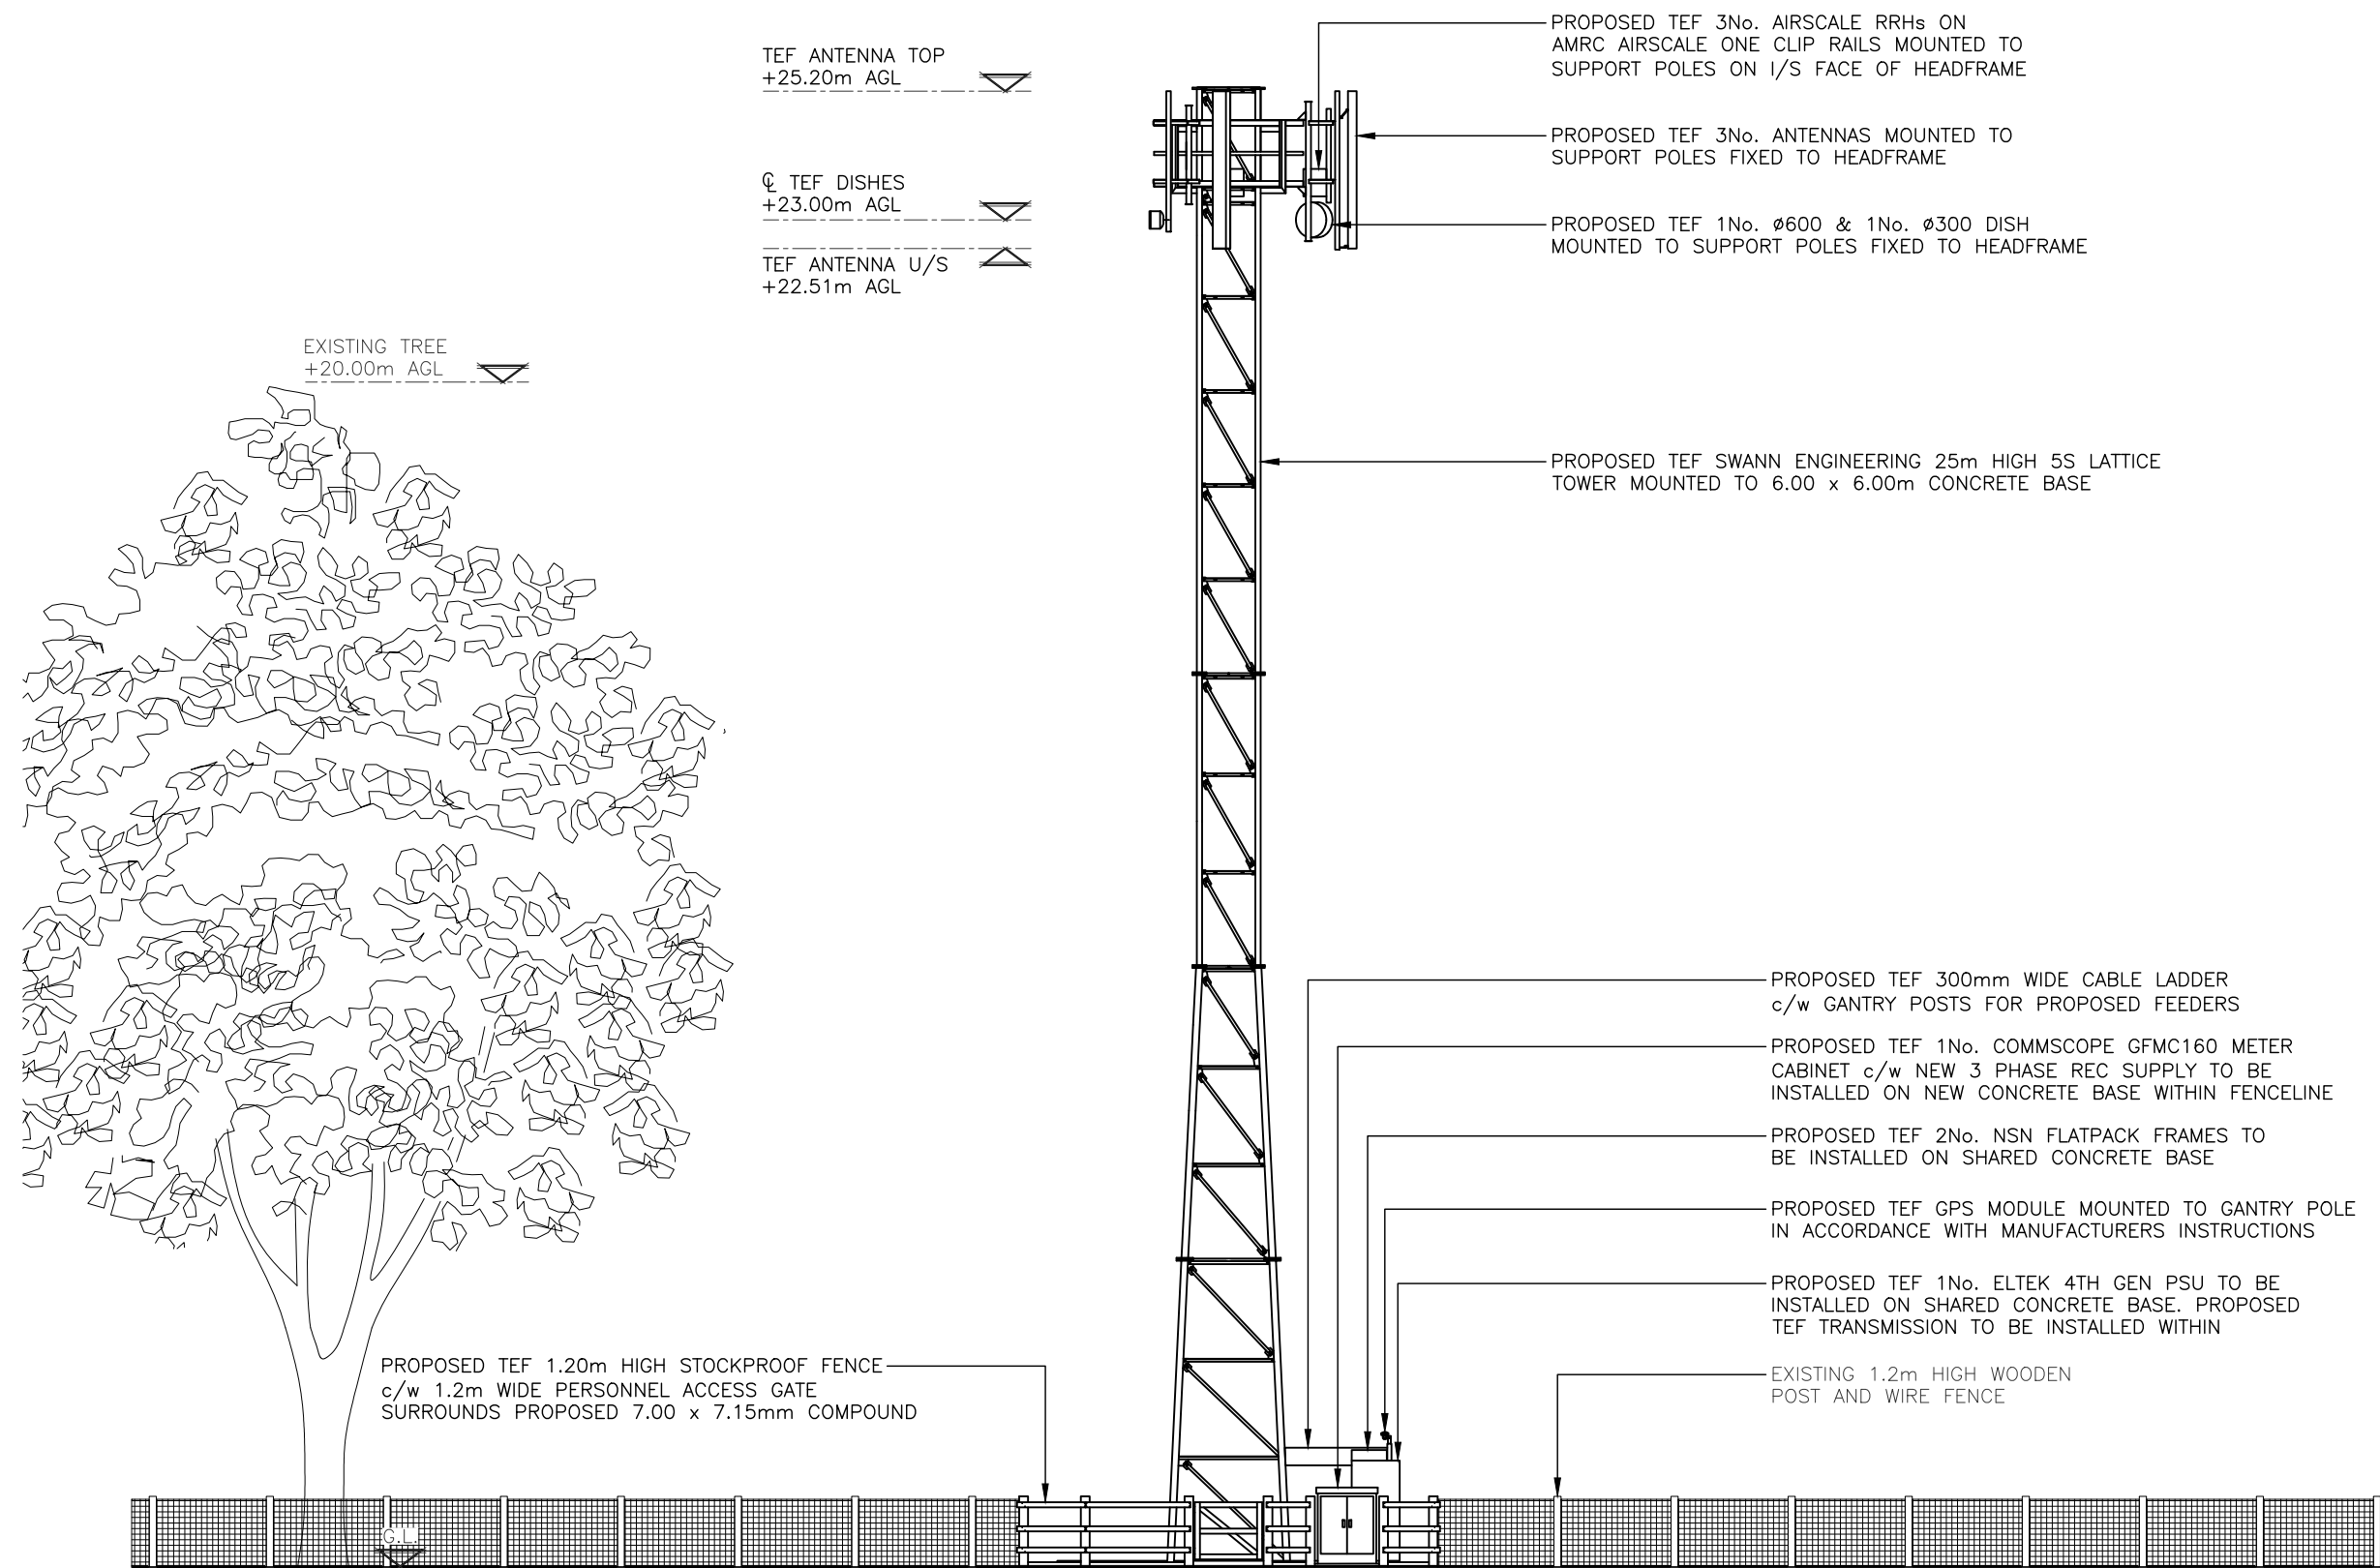 TEF ANTENNA TOP
+25.20m AGL
℄ TEF DISHES
+23.00m AGL
TEF ANTENNA U/S
+22.51m AGL
EXISTING TREE
+20.00m AGL
PROPOSED TEF 3No. AIRSCALE RRHs ON
AMRC AIRSCALE ONE CLIP RAILS MOUNTED TO
SUPPORT POLES ON I/S FACE OF HEADFRAME
PROPOSED TEF 3No. ANTENNAS MOUNTED TO
SUPPORT POLES FIXED TO HEADFRAME
PROPOSED TEF 1No. ø600 & 1No. ø300 DISH
MOUNTED TO SUPPORT POLES FIXED TO HEADFRAME
PROPOSED TEF SWANN ENGINEERING 25m HIGH 5S LATTICE
TOWER MOUNTED TO 6.00 x 6.00m CONCRETE BASE
PROPOSED TEF 300mm WIDE CABLE LADDER
c/w GANTRY POSTS FOR PROPOSED FEEDERS
PROPOSED TEF 1No. COMMSCOPE GFMC160 METER
CABINET c/w NEW 3 PHASE REC SUPPLY TO BE
INSTALLED ON NEW CONCRETE BASE WITHIN FENCELINE
PROPOSED TEF 2No. NSN FLATPACK FRAMES TO
BE INSTALLED ON SHARED CONCRETE BASE
PROPOSED TEF GPS MODULE MOUNTED TO GANTRY POLE
IN ACCORDANCE WITH MANUFACTURERS INSTRUCTIONS
PROPOSED TEF 1No. ELTEK 4TH GEN PSU TO BE
INSTALLED ON SHARED CONCRETE BASE. PROPOSED
TEF TRANSMISSION TO BE INSTALLED WITHIN
EXISTING 1.2m HIGH WOODEN
POST AND WIRE FENCE
PROPOSED TEF 1.20m HIGH STOCKPROOF FENCE
c/w 1.2m WIDE PERSONNEL ACCESS GATE
SURROUNDS PROPOSED 7.00 x 7.15mm COMPOUND
G.L.